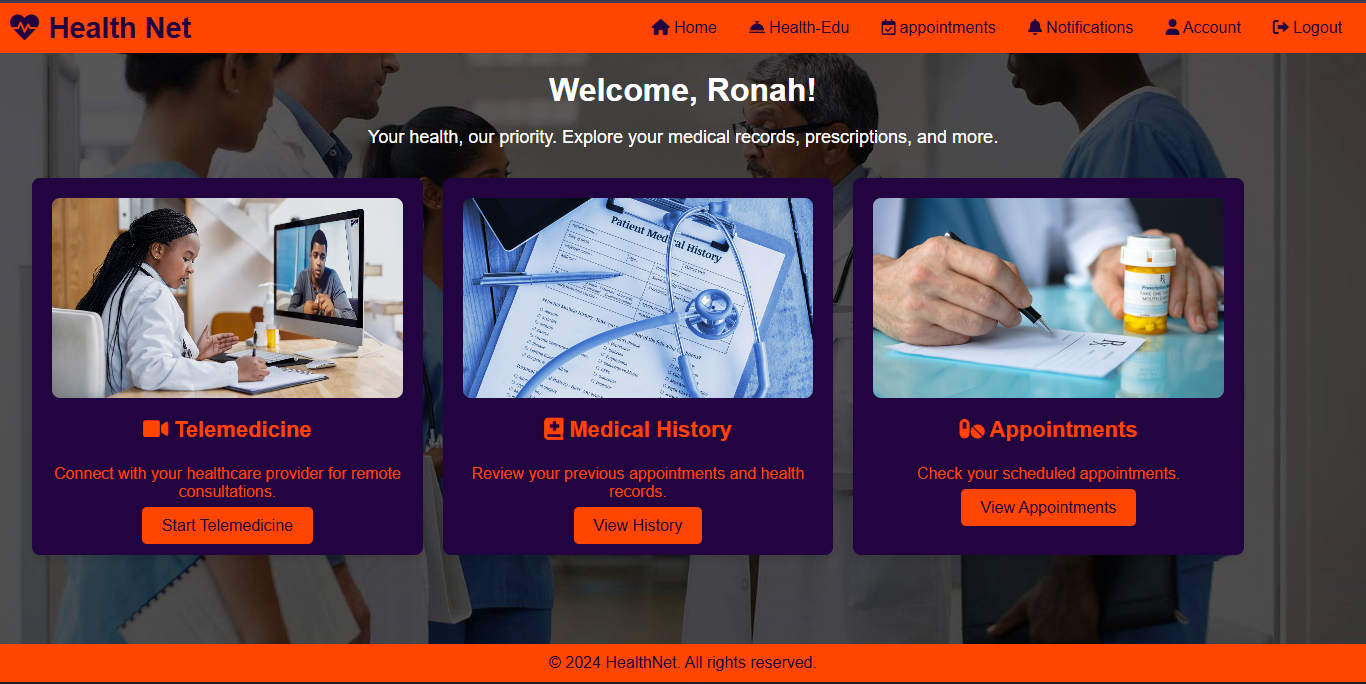 Health Net
Home
Health-Edu
appointments
Notifications
Account
Logout
Welcome, Ronah!
Your health, our priority. Explore your medical records, prescriptions, and more.
Patient Medical History
Rx
Telemedicine
Connect with your healthcare provider for remote
consultations.
Start Telemedicine
Medical History
Review your previous appointments and health
records.
View History
Appointments
Check your scheduled appointments.
View Appointments
© 2024 HealthNet. All rights reserved.